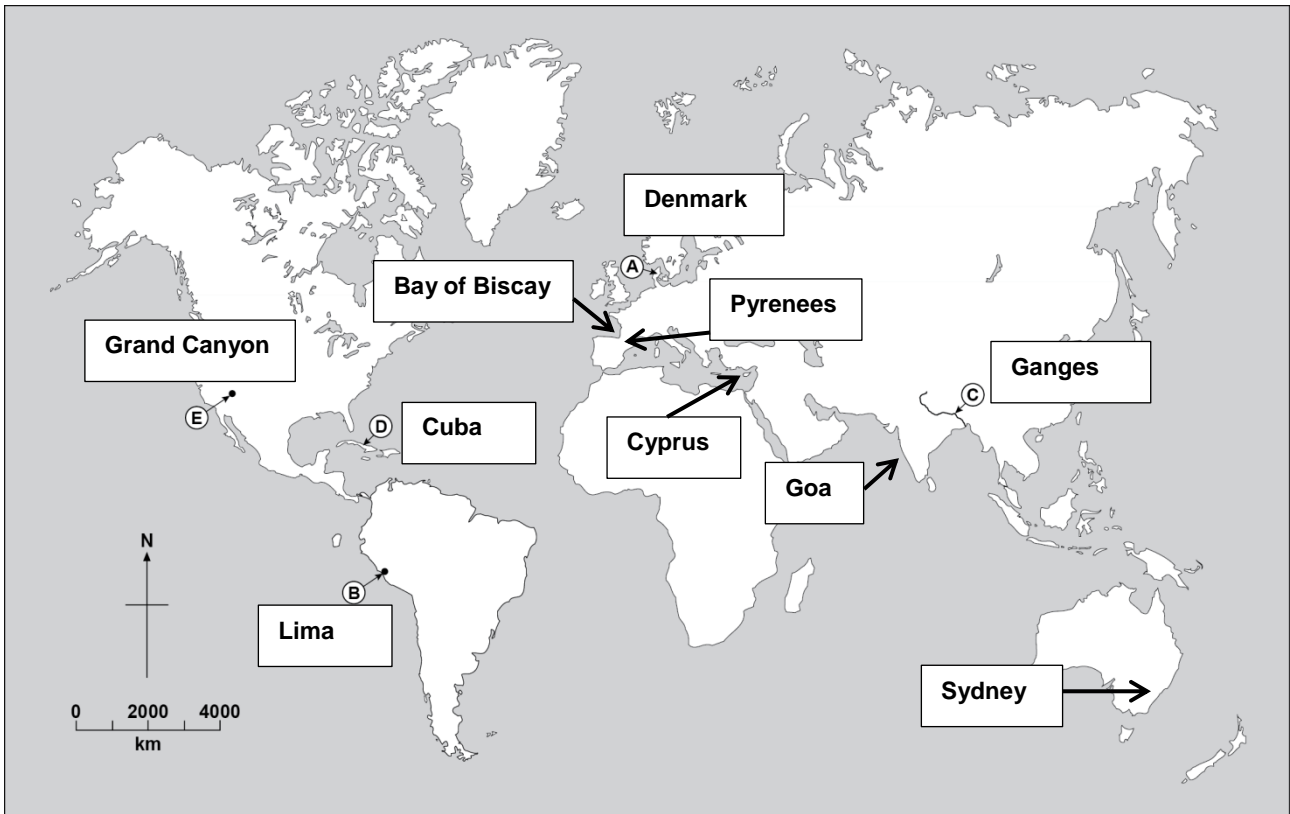 Denmark
A
Bay of Biscay
Pyrenees
Grand Canyon
Ganges
E
C
D
Cuba
Cyprus
Goa
N
B
Lima
Sydney
0 2000 4000
km